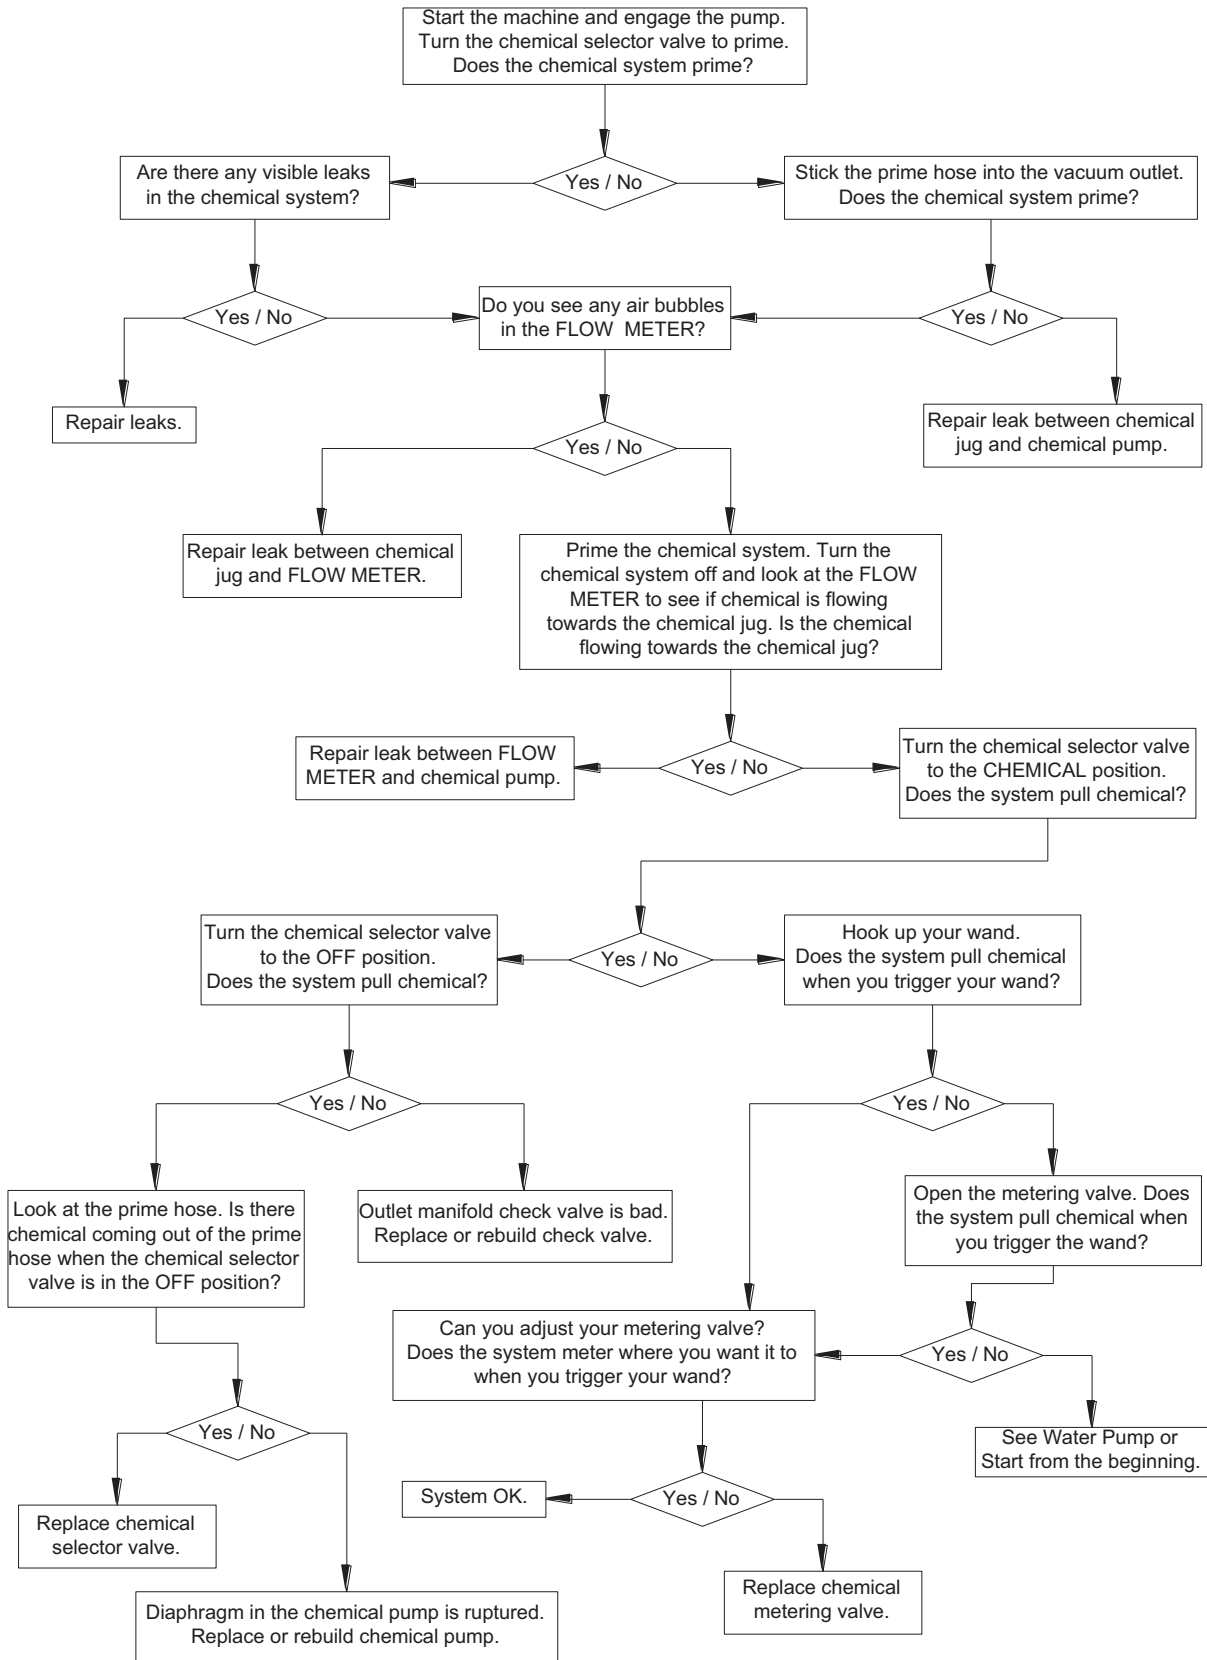 Start the machine and engage the pump.
Turn the chemical selector valve to prime.
Does the chemical system prime?
Are there any visible leaks
in the chemical system?
Yes / No
Stick the prime hose into the vacuum outlet.
Does the chemical system prime?
Yes / No
Do you see any air bubbles
in the FLOW METER?
Yes / No
Repair leaks.
Yes / No
Repair leak between chemical
jug and chemical pump.
Repair leak between chemical
jug and FLOW METER.
Prime the chemical system. Turn the
chemical system off and look at the FLOW
METER to see if chemical is flowing
towards the chemical jug. Is the chemical
flowing towards the chemical jug?
Repair leak between FLOW
METER and chemical pump.
Yes / No
Turn the chemical selector valve
to the CHEMICAL position.
Does the system pull chemical?
Turn the chemical selector valve
to the OFF position.
Does the system pull chemical?
Yes / No
Hook up your wand.
Does the system pull chemical
when you trigger your wand?
Yes / No
Yes / No
Look at the prime hose. Is there
chemical coming out of the prime
hose when the chemical selector
valve is in the OFF position?
Outlet manifold check valve is bad.
Replace or rebuild check valve.
Open the metering valve. Does
the system pull chemical when
you trigger the wand?
Can you adjust your metering valve?
Does the system meter where you want it to
when you trigger your wand?
Yes / No
Yes / No
See Water Pump or
Start from the beginning.
System OK.
Yes / No
Replace chemical
selector valve.
Replace chemical
metering valve.
Diaphragm in the chemical pump is ruptured.
Replace or rebuild chemical pump.